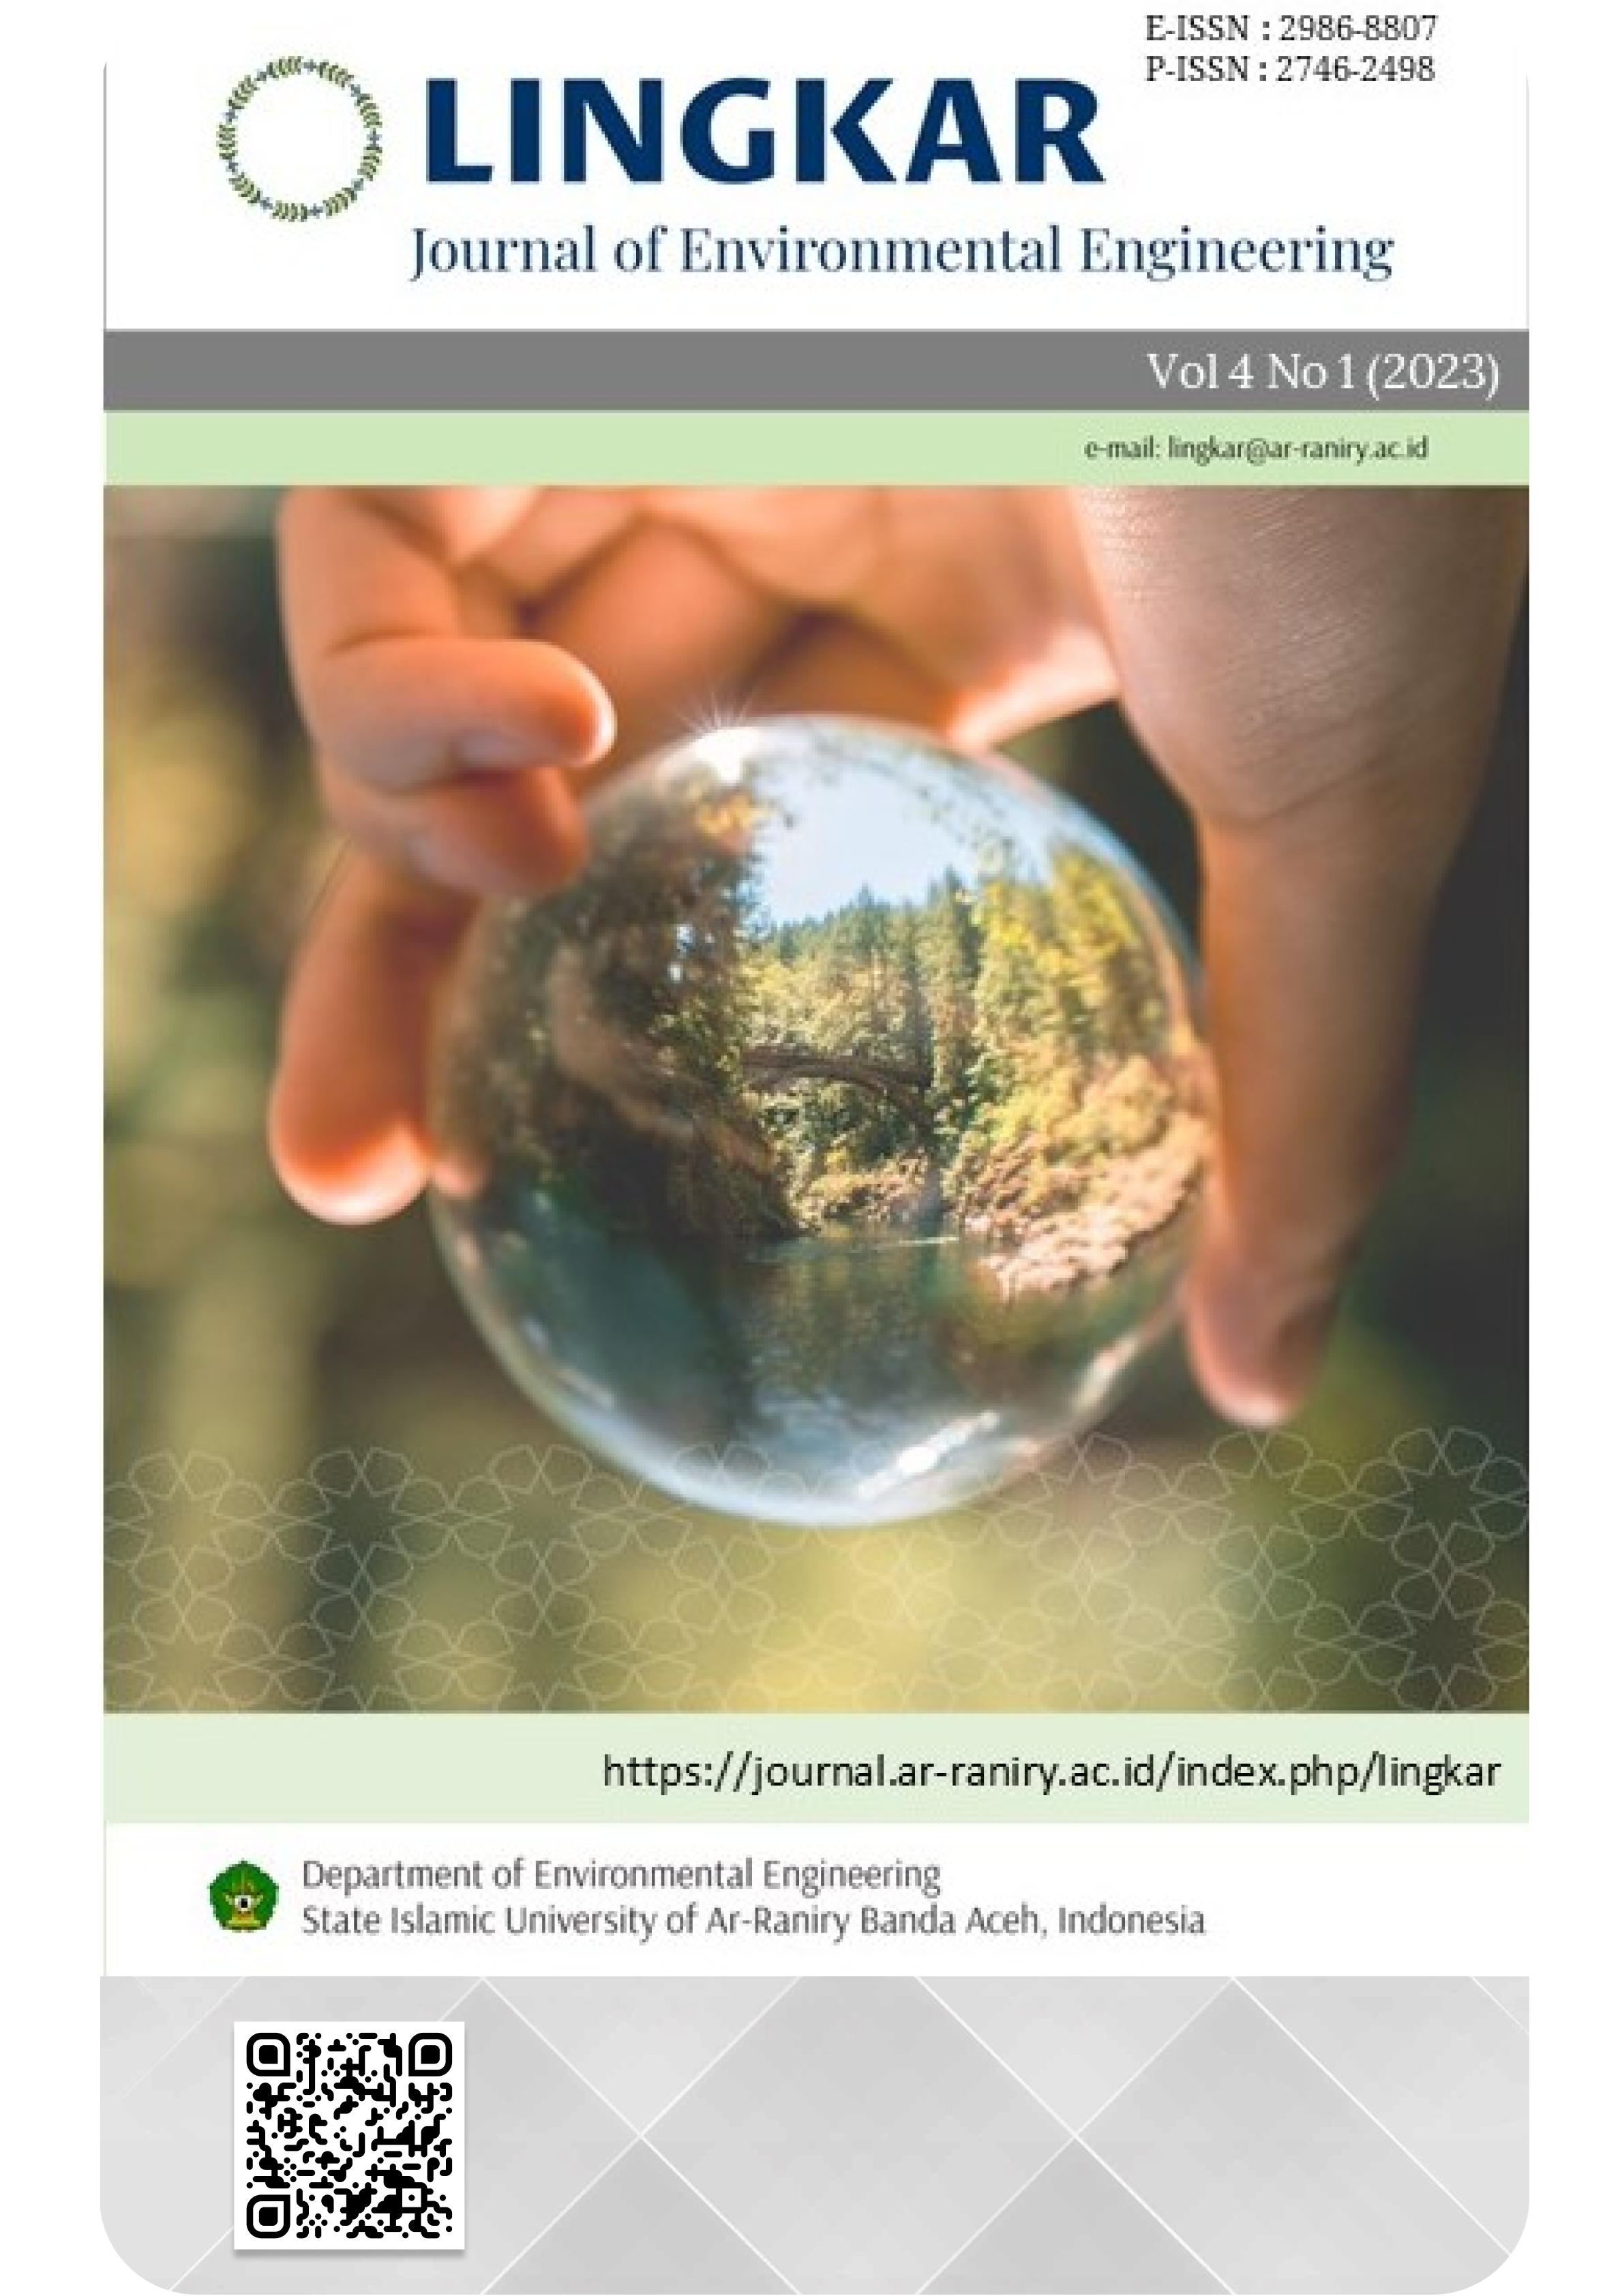 E-ISSN : 2986-8807
P-ISSN : 2746-2498
LINGKAR
Journal of Environmental Engineering
Vol 4 No 1 (2023)
e-mail: lingkar@ar-raniry.ac.id
https://journal.ar-raniry.ac.id/index.php/lingkar
Department of Environmental Engineering
State Islamic University of Ar-Raniry Banda Aceh, Indonesia